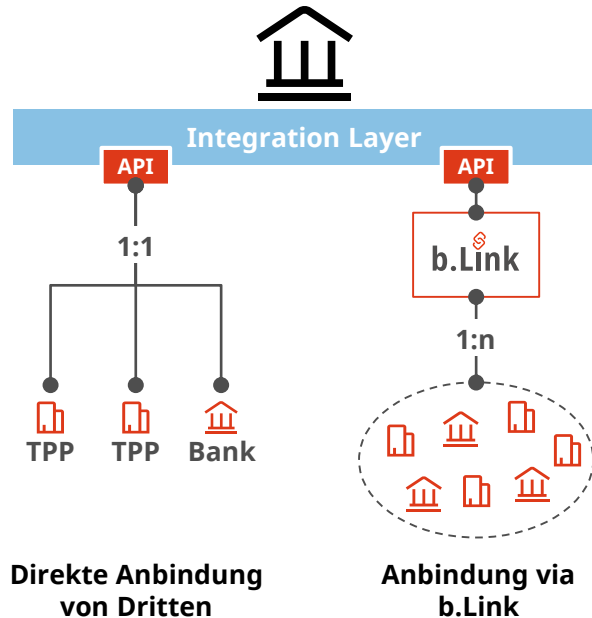 Integration Layer
API
API
1:1
b.Link
1:n
TPP
TPP
Bank
Direkte Anbindung
von Dritten
Anbindung via
b.Link